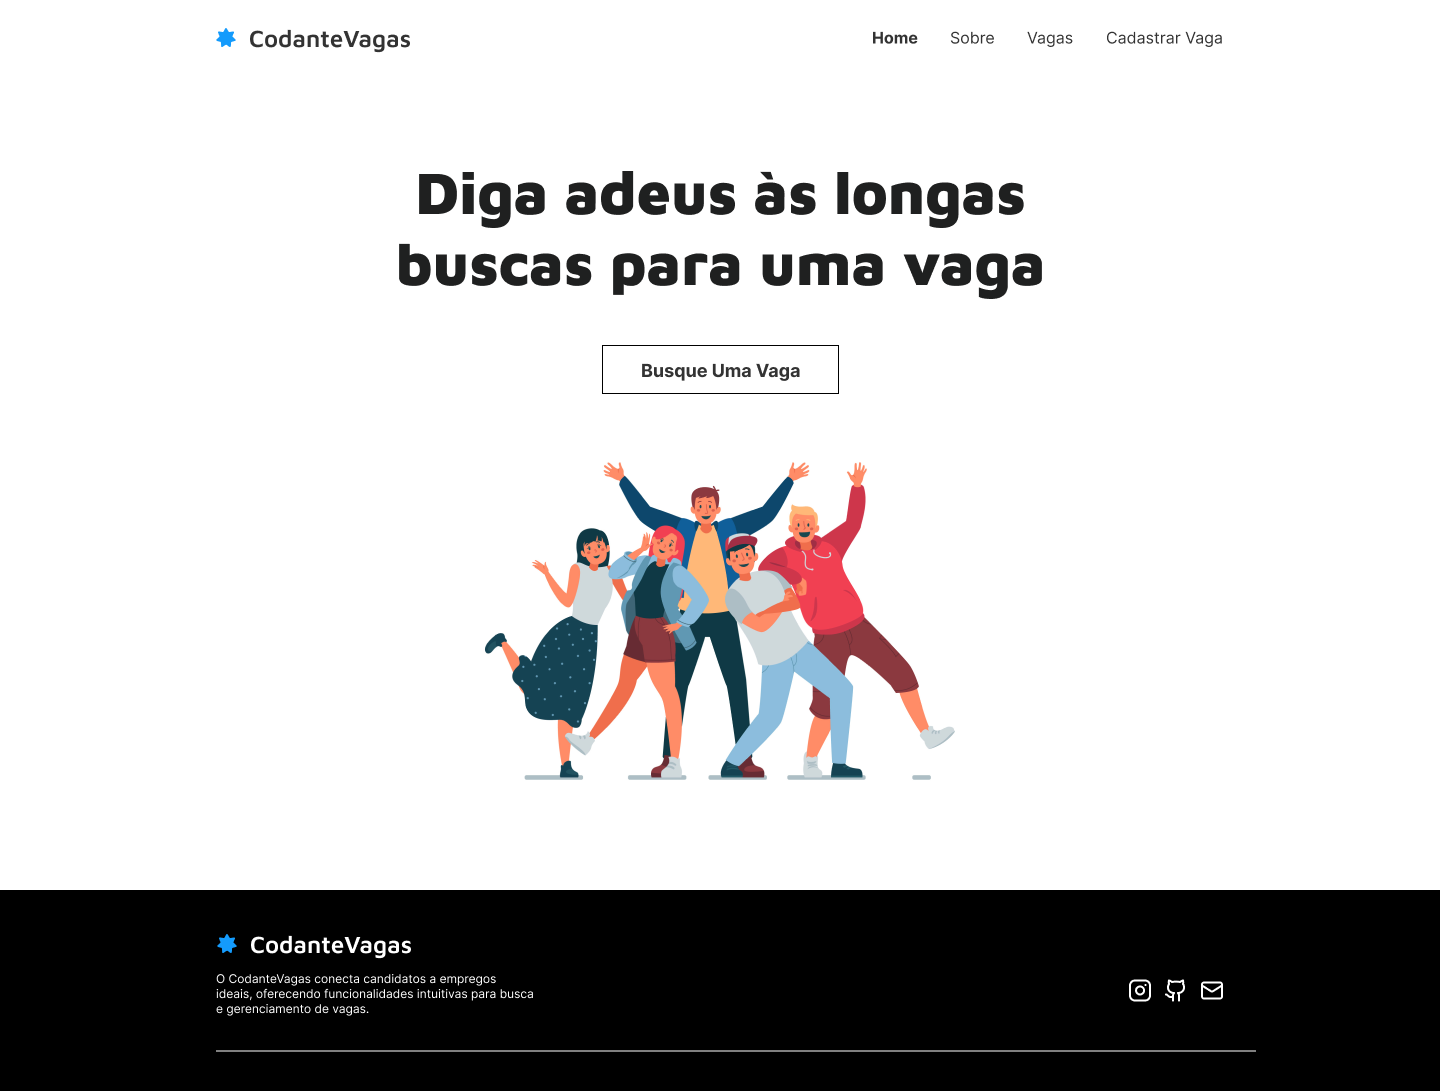 CodanteVagas
Home
Sobre
Vagas
Cadastrar Vaga
Diga adeus às longas
buscas para uma vaga
Busque Uma Vaga
CodanteVagas
O CodanteVagas conecta candidatos a empregos
ideais, oferecendo funcionalidades intuitivas para busca
e gerenciamento de vagas.